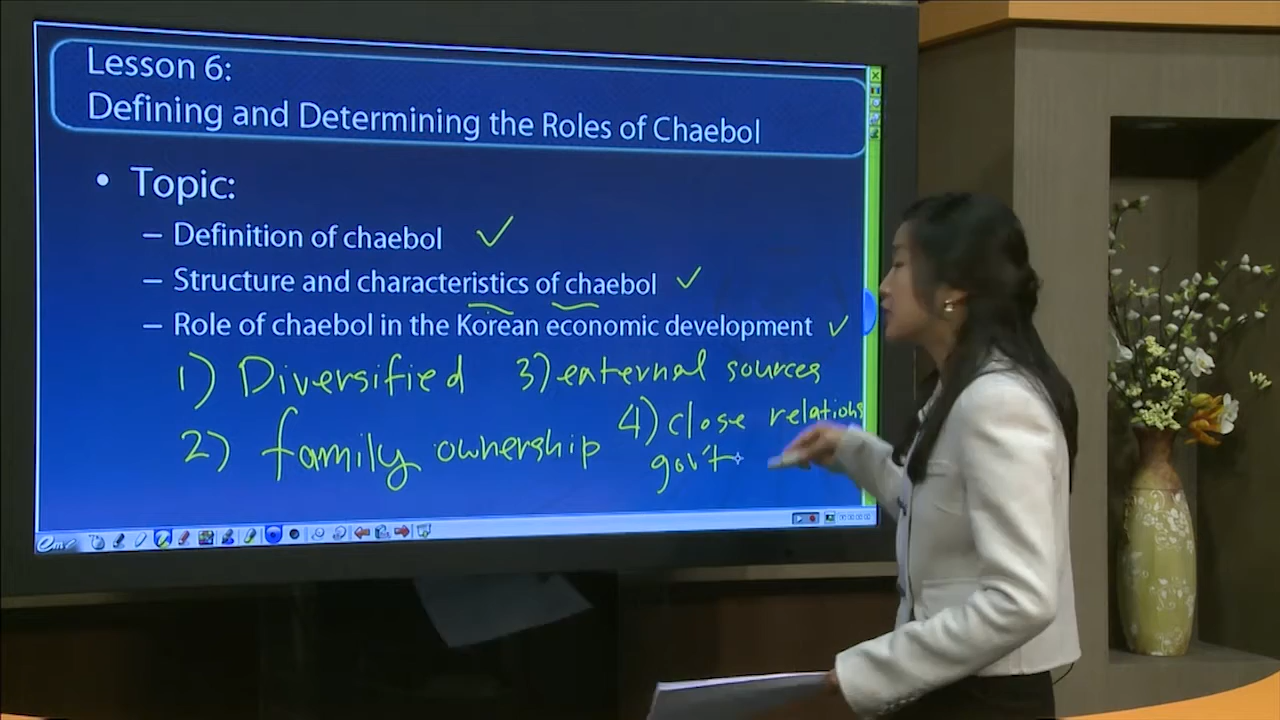 Lesson 6:
Defining and Determining the Roles of Chaebol
• Topic:
– Definition of chaebol ✓
– Structure and characteristics of chaebol ✓
– Role of chaebol in the Korean economic development ✓
1) Diversified
2) family ownership
3) external sources
4) close relations
gov't